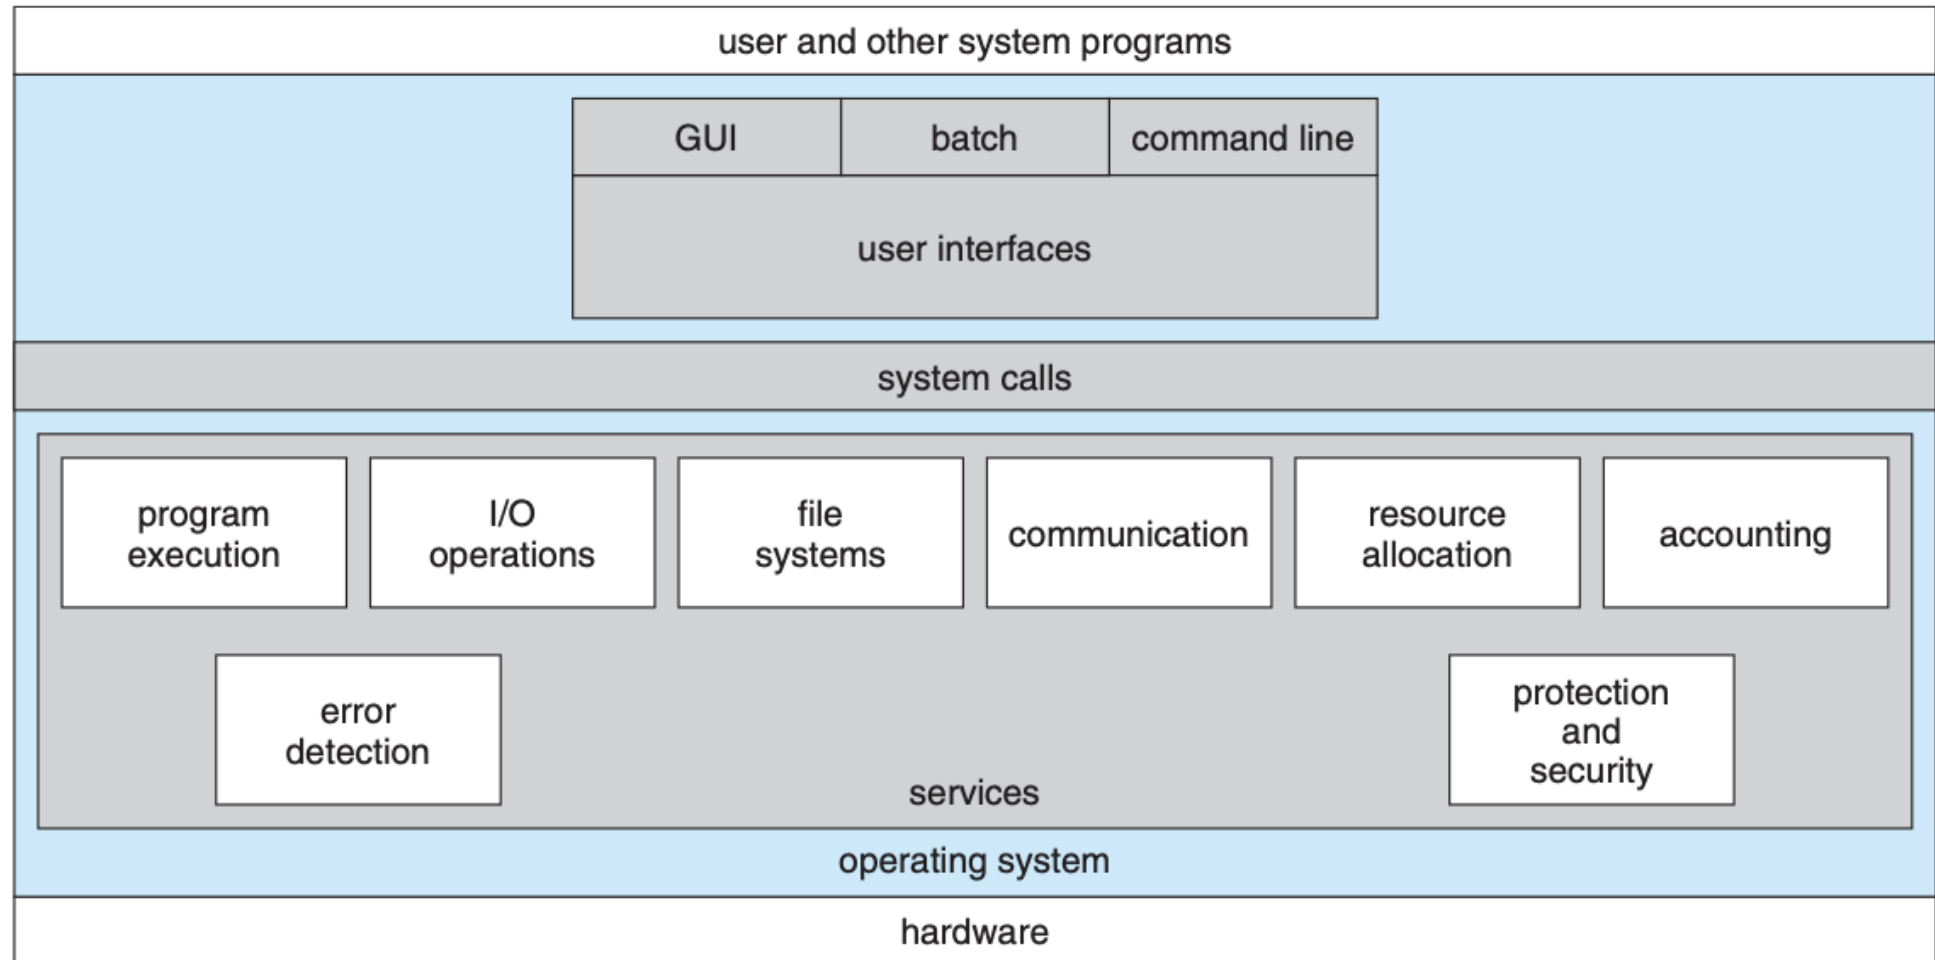 user and other system programs
GUI
batch
command line
user interfaces
system calls
program
execution
I/O
operations
file
systems
communication
resource
allocation
accounting
error
detection
protection
and
security
services
operating system
hardware